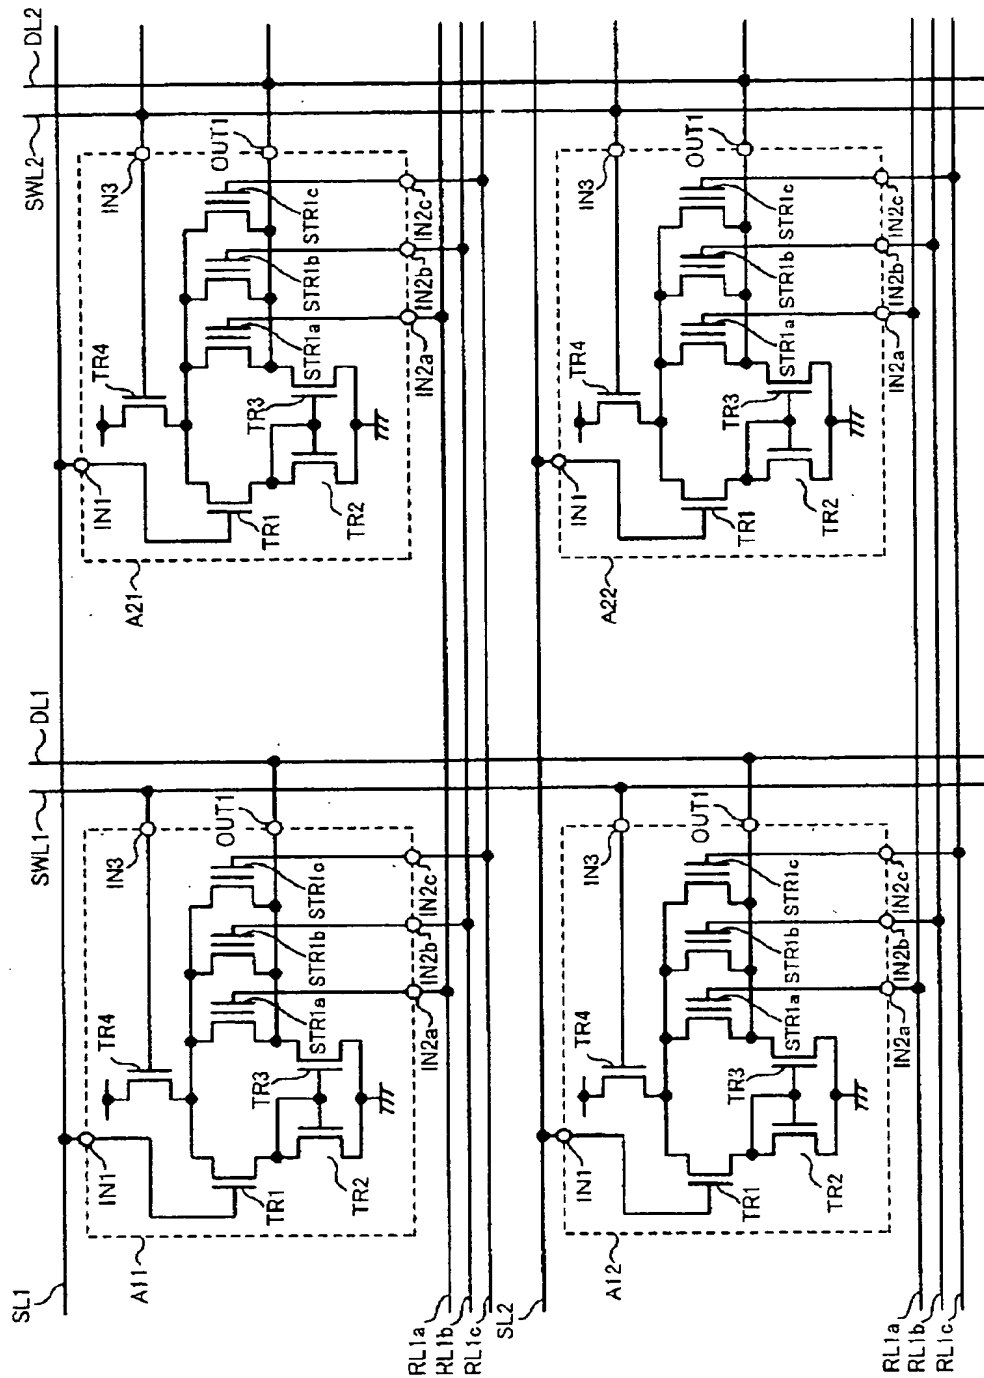 SL1
SWL1
DL1
SWL2
DL2
A11
IN1
TR4
IN3
OUT1
TR1
TR3
TR2
STR1a
STR1b
STR1c
IN2a
IN2b
IN2c
A21
IN1
TR4
IN3
OUT1
TR1
TR3
TR2
STR1a
STR1b
STR1c
IN2a
IN2b
IN2c
RL1a
RL1b
RL1c
SL2
A12
IN1
TR4
IN3
OUT1
TR1
TR3
TR2
STR1a
STR1b
STR1c
IN2a
IN2b
IN2c
A22
IN1
TR4
IN3
OUT1
TR1
TR3
TR2
STR1a
STR1b
STR1c
IN2a
IN2b
IN2c
RL1a
RL1b
RL1c